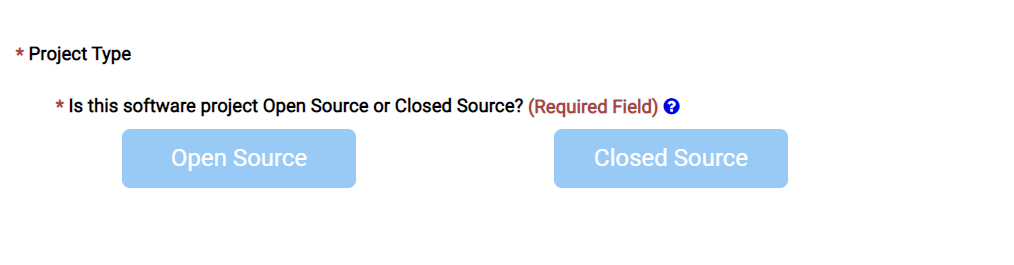 * Project Type
* Is this software project Open Source or Closed Source? (Required Field) ?
Open Source
Closed Source